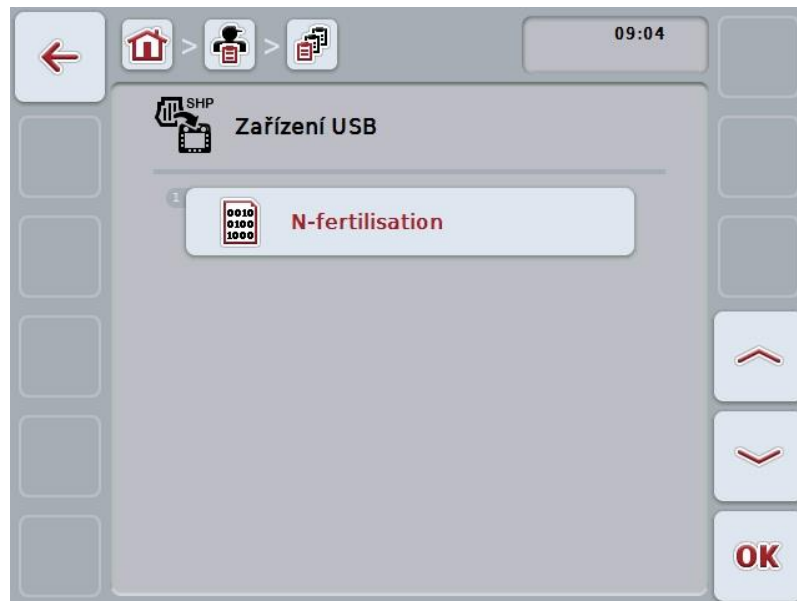 > >
09:04
SHP
Zařízení USB
1
0010
0100
1000
N-fertilisation
OK